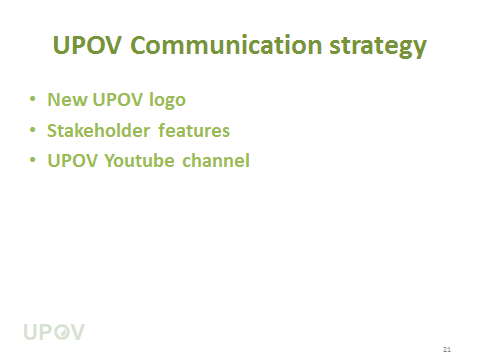 UPOV Communication strategy
• New UPOV logo
• Stakeholder features
• UPOV Youtube channel
UPOV
21